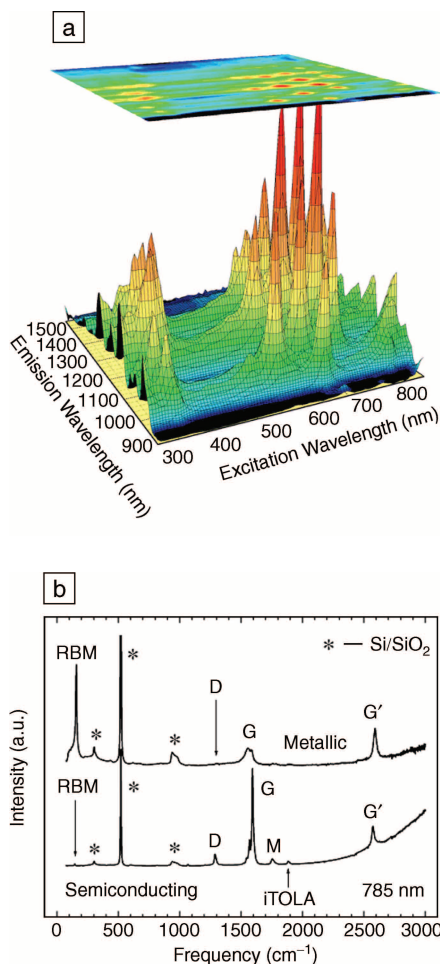 a
1500
1400
1300
1200
1100
1000
900
Emission Wavelength (nm)
300 400 500 600 700 800
Excitation Wavelength (nm)
b
* — Si/SiO₂
RBM
*
*
*
D
G
Metallic
G′
RBM
*
*
*
D
G
M
iTOLA
G′
Semiconducting
785 nm
Intensity (a.u.)
0 500 1000 1500 2000 2500 3000
Frequency (cm⁻¹)